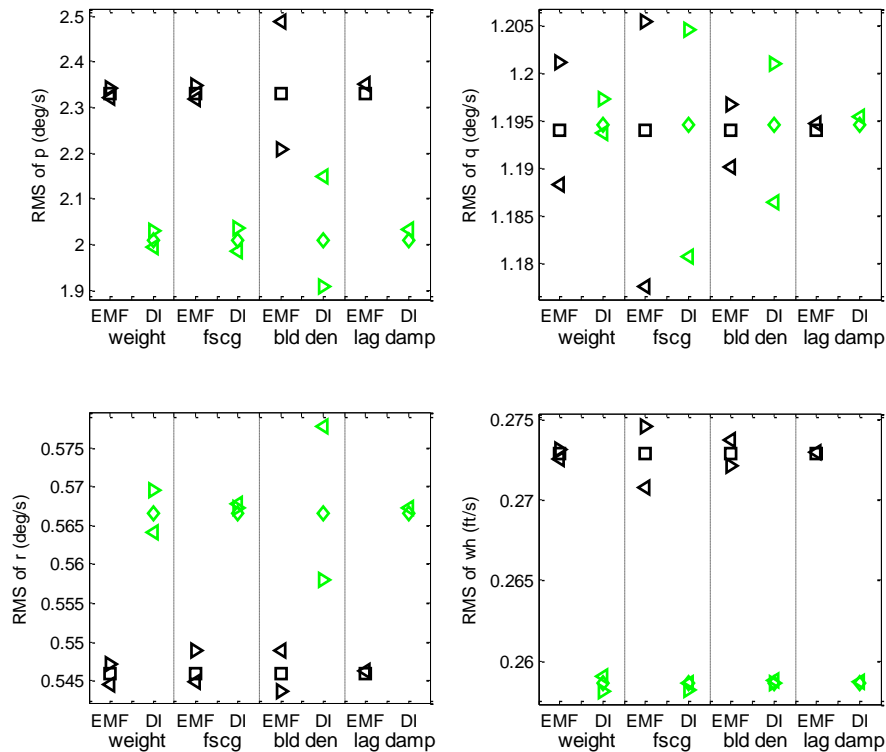 RMS of p (deg/s)
2.5
2.4
2.3
2.2
2.1
2
1.9
EMF DI EMF DI EMF DI EMF DI
weight fscg bld den lag damp
RMS of q (deg/s)
1.205
1.2
1.195
1.19
1.185
1.18
EMF DI EMF DI EMF DI EMF DI
weight fscg bld den lag damp
RMS of r (deg/s)
0.575
0.57
0.565
0.56
0.555
0.55
0.545
EMF DI EMF DI EMF DI EMF DI
weight fscg bld den lag damp
RMS of wh (ft/s)
0.275
0.27
0.265
0.26
EMF DI EMF DI EMF DI EMF DI
weight fscg bld den lag damp